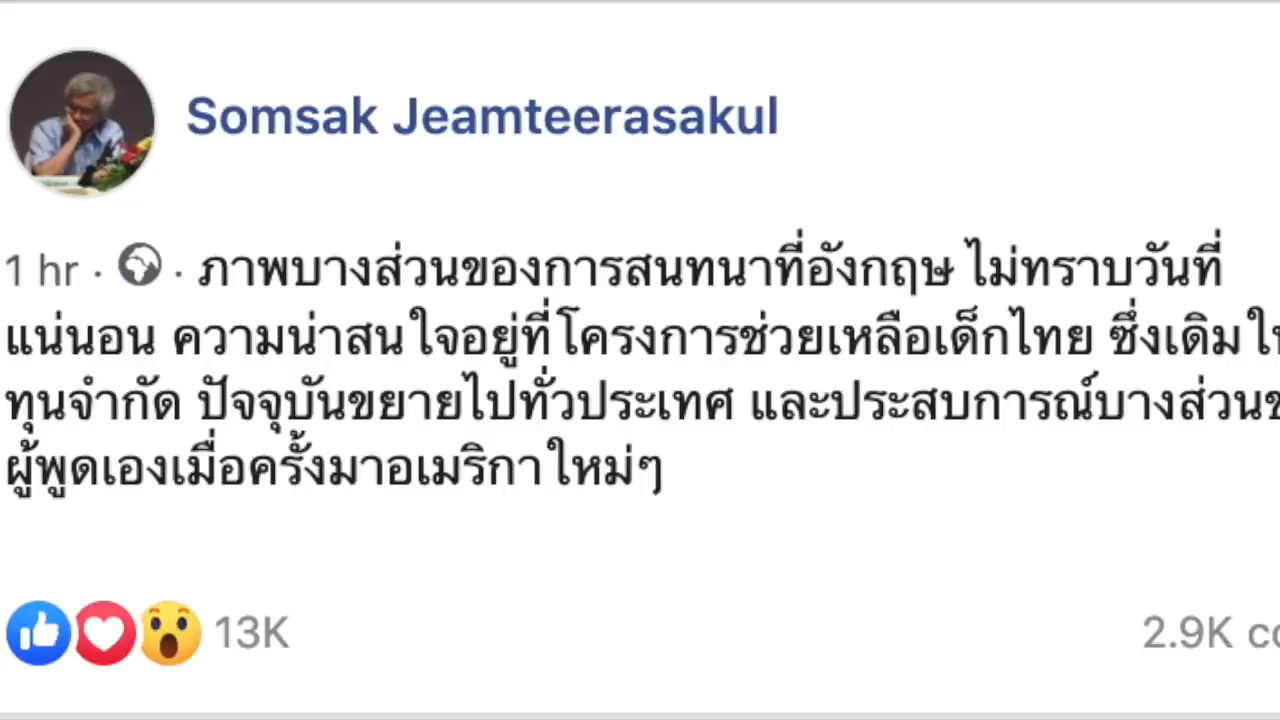 Somsak Jeamteerasakul
1 hr · · ภาพบางส่วนของการสนทนาที่อังกฤษ ไม่ทราบวันที่
แน่นอน ความน่าสนใจอยู่ที่โครงการช่วยเหลือเด็กไทย ซึ่งเดิม
ทุนจำกัด ปัจจุบันขยายไปทั่วประเทศ และประสบการณ์บางส่วน
ผู้พูดเองเมื่อครั้งมาอเมริกาใหม่ๆ
13K
2.9K